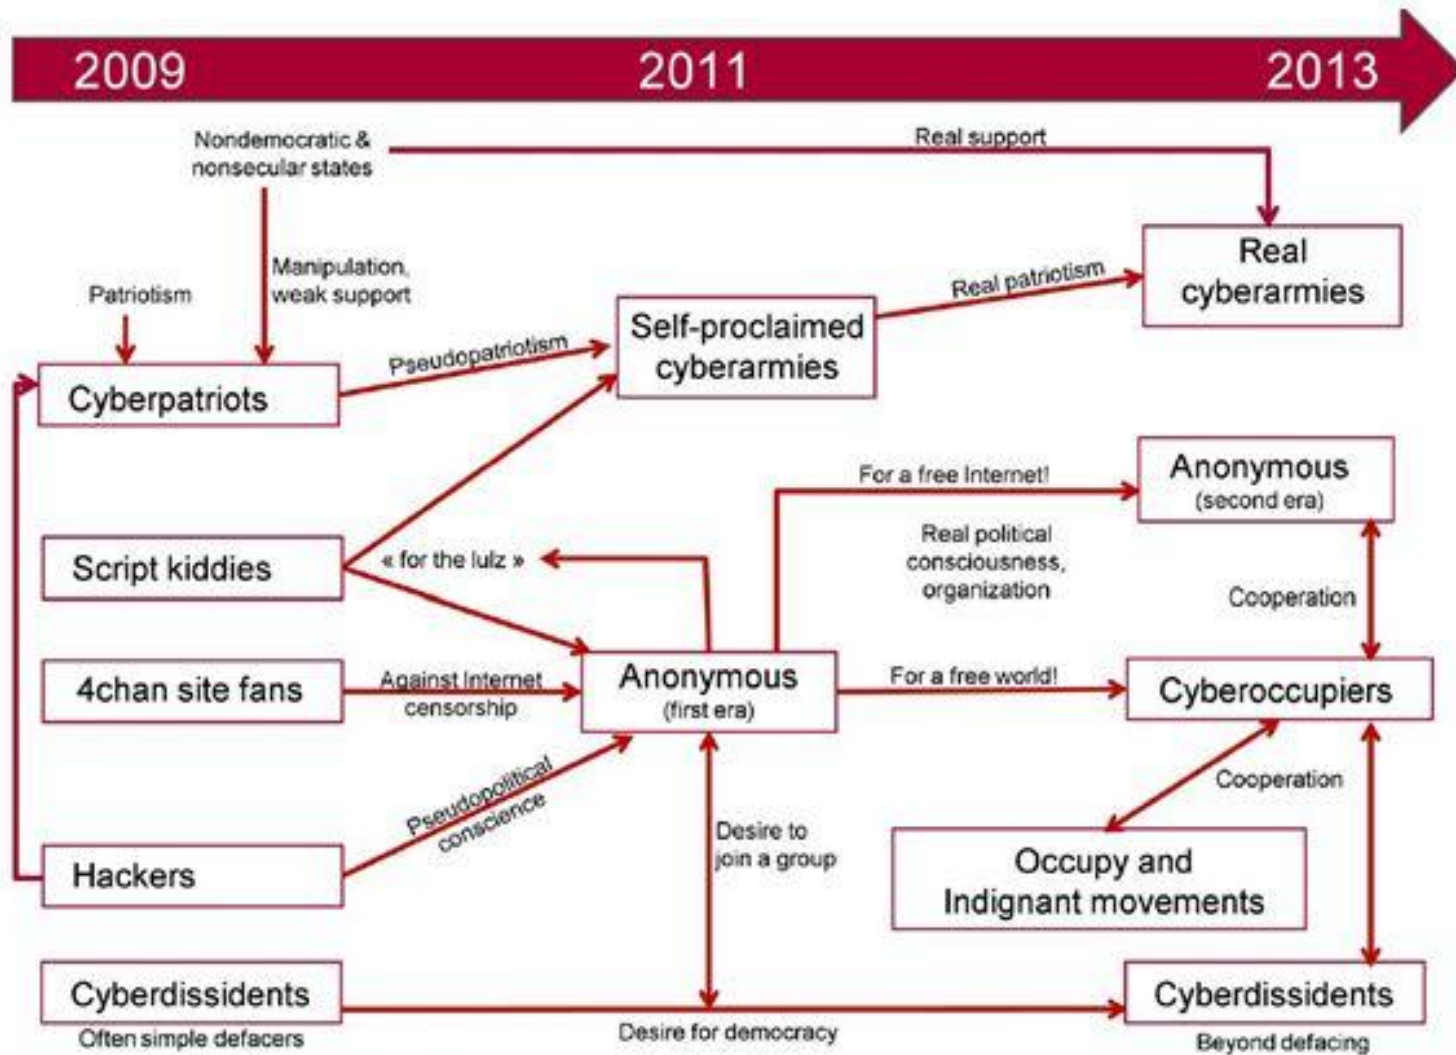 2009
2011
2013
Nondemocratic &
nonsecular states
Real support
Manipulation,
weak support
Patriotism
Real
cyberarmies
Real patriotism
Self-proclaimed
cyberarmies
Pseudopatriotism
Cyberpatriots
For a free Internet!
Anonymous
(second era)
Real political
consciousness,
organization
Script kiddies
« for the lulz »
Cooperation
4chan site fans
Against Internet
censorship
Anonymous
(first era)
For a free world!
Cyberoccupiers
Pseudopolitical
conscience
Cooperation
Desire to
join a group
Hackers
Occupy and
Indignant movements
Cyberdissidents
Often simple defacers
Desire for democracy
Cyberdissidents
Beyond defacing